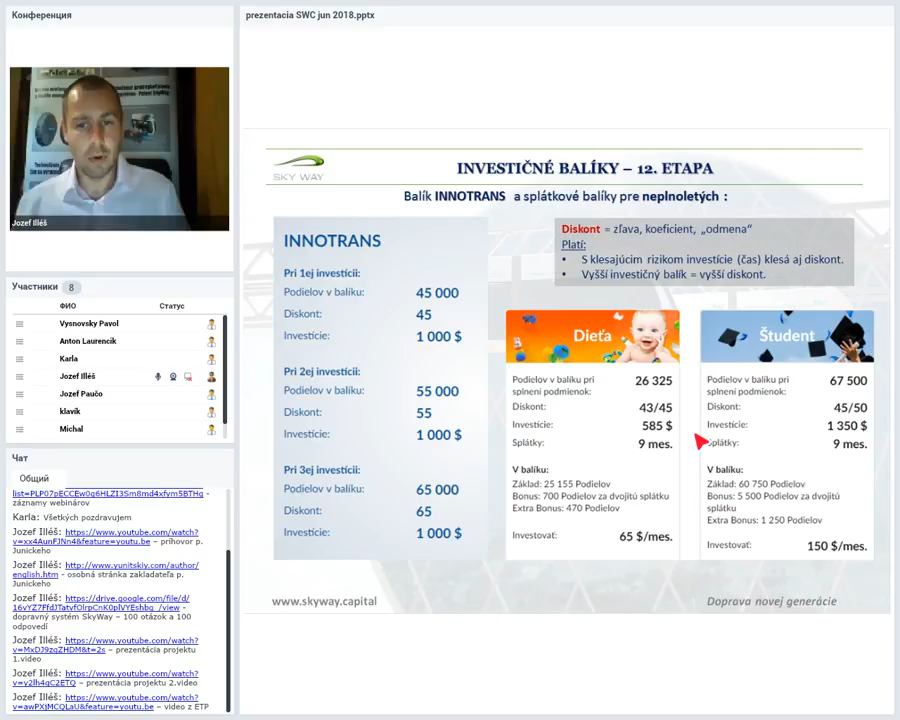 Конференция
Jozef Illéš
Участники 8
ФИО Статус
Vysnovsky Pavol
Anton Laurencik
Karla
Jozef Illéš
Jozef Paučo
klavík
Michal
Чат
Общий
záznamy webinárov
Karla: Všetkých pozdravujem
Jozef Illéš: https://www.youtube.com/watch?
v=xx4AunFJNn4&feature=youtu.be – príhovor p.
Junickeho
Jozef Illéš: http://www.yunitskiy.com/author/
english.htm - osobná stránka zakladateľa p.
Junickeho
Jozef Illéš: https://drive.google.com/file/d/
dopravný systém SkyWay – 100 otázok a 100
odpovedí
Jozef Illéš: https://www.youtube.com/watch?
v=MxDJ9zgZHDM&t=2s – prezentácia projektu
1.video
Jozef Illéš: https://www.youtube.com/watch?
v=y2lh4qC2ETQ – prezentácia projektu 2.video
Jozef Illéš: https://www.youtube.com/watch?
v=awPXJMCQLaU&feature=youtu.be – video z ETP
prezentacia SWC jun 2018.pptx
SKY WAY
INVESTIČNÉ BALÍKY – 12. ETAPA
Balík INNOTRANS a splátkové balíky pre neplnoletých :
INNOTRANS
Pri 1ej investícii:
Podielov v balíku: 45 000
Diskont: 45
Investície: 1 000 $
Pri 2ej investícii:
Podielov v balíku: 55 000
Diskont: 55
Investície: 1 000 $
Pri 3ej investícii:
Podielov v balíku: 65 000
Diskont: 65
Investície: 1 000 $
Diskont = zľava, koeficient, „odmena“
Platí:
• S klesajúcim rizikom investície (čas) klesá aj diskont.
• Vyšší investičný balík = vyšší diskont.
Dieťa
Podielov v balíku pri
splnení podmienok: 26 325
Diskont: 43/45
Investície: 585 $
Splátky: 9 mes.
V balíku:
Základ: 25 155 Podielov
Bonus: 700 Podielov za dvojitú splátku
Extra Bonus: 470 Podielov
Investovať: 65 $/mes.
Študent
Podielov v balíku pri
splnení podmienok: 67 500
Diskont: 45/50
Investície: 1 350 $
Splátky: 9 mes.
V balíku:
Základ: 60 750 Podielov
Bonus: 5 500 Podielov za dvojitú
splátku
Extra Bonus: 1 250 Podielov
Investovať: 150 $/mes.
www.skyway.capital
Doprava novej generácie